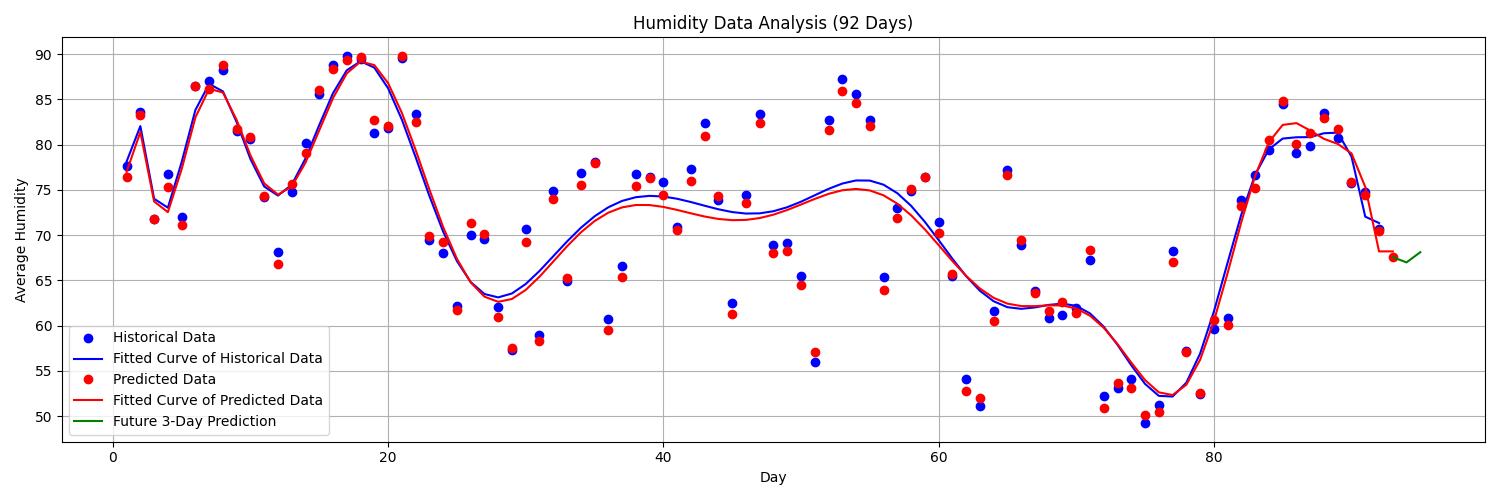 Humidity Data Analysis (92 Days)
Average Humidity
90
85
80
75
70
65
60
55
50
Historical Data
Fitted Curve of Historical Data
Predicted Data
Fitted Curve of Predicted Data
Future 3-Day Prediction
0 20 40 60 80
Day